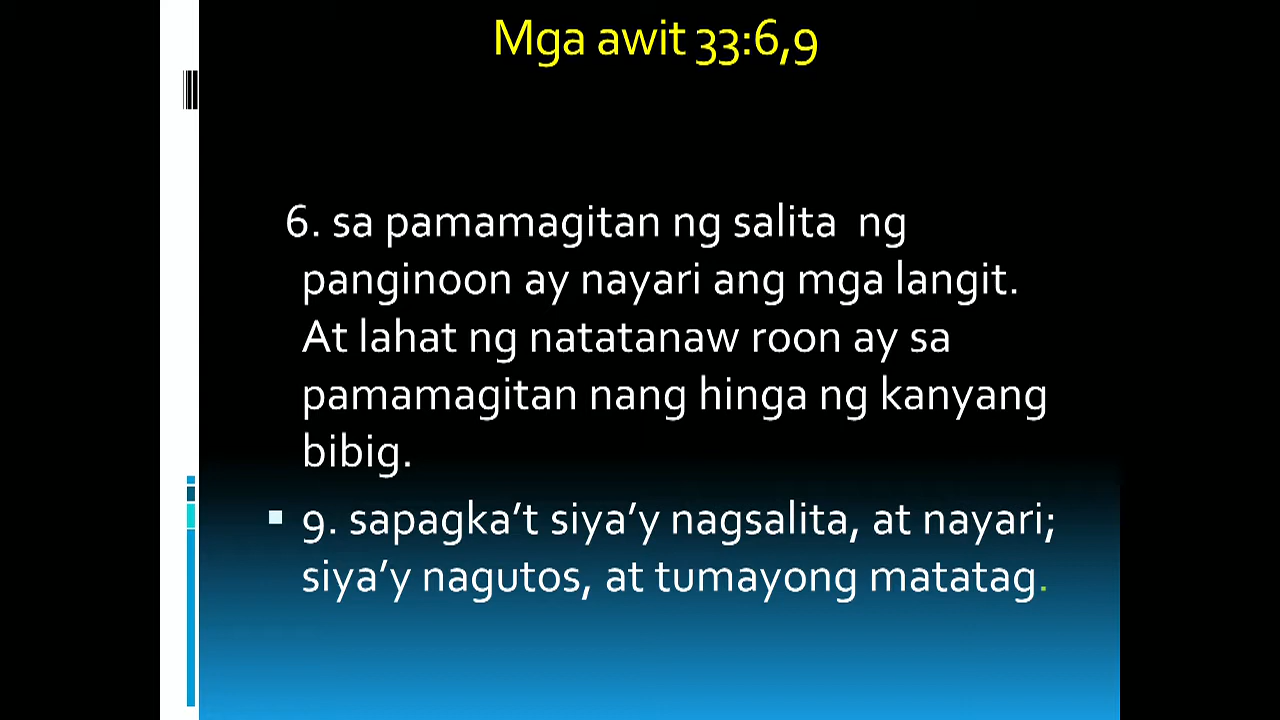 Mga awit 33:6,9
6. sa pamamagitan ng salita ng
panginoon ay nayari ang mga langit.
At lahat ng natatanaw roon ay sa
pamamagitan nang hinga ng kanyang
bibig.
9. sapagka’t siya’y nagsalita, at nayari;
siya’y nagutos, at tumayong matatag.